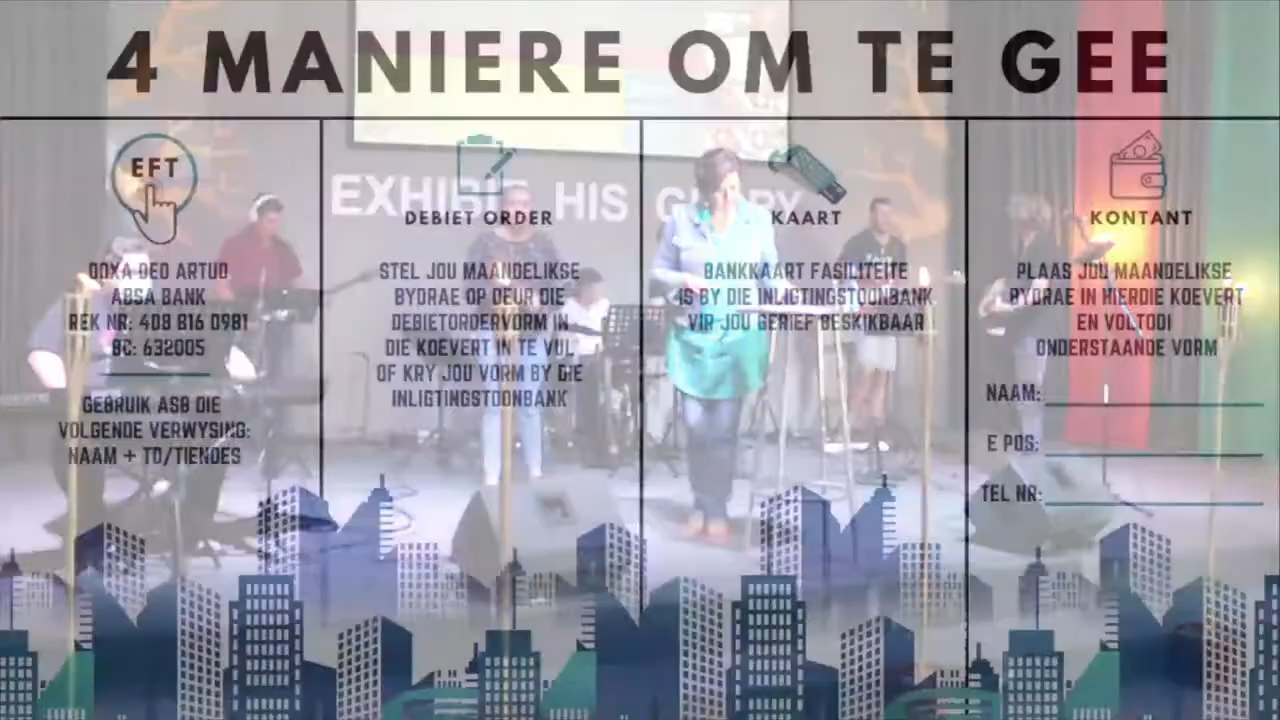 4 MANIERE OM TE GEE
EXHIBIT HIS GLORY
EFT
DOXA DEO ARTUD
ABSA BANK
REK NR: 408 816 0981
BC: 632005
GEBRUIK ASB DIE
VOLGENDE VERWYSING:
NAAM + TD/TIENDES
DEBIET ORDER
STEL JOU MAANDELIKSE
BYDRAE OP DEUR DIE
DEBIETORDERVORM IN
DIE KOEVERT IN TE VUL
OF KRY JOU VORM BY DIE
INLIGTINGSTOONBANK
KAART
BANKKAART FASILITEITE
IS BY DIE INLIGTINGSTOONBANK
VIR JOU GERIEF BESKIKBAAR
KONTANT
PLAAS JOU MAANDELIKSE
BYDRAE IN HIERDIE KOEVERT
EN VOLTOOI
ONDERSTAANDE VORM
NAAM:
E POS:
TEL NR: